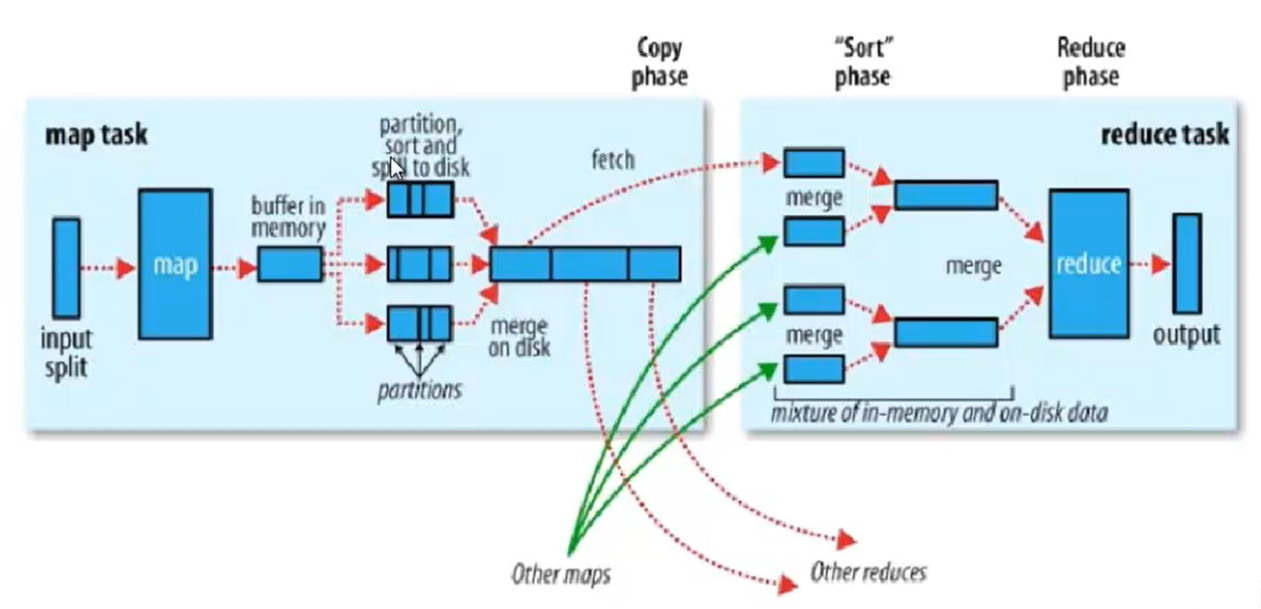 Copy
phase
“Sort”
phase
Reduce
phase
map task
reduce task
partition,
sort and
spill to disk
fetch
buffer in
memory
merge
map
merge
reduce
input
split
merge
on disk
merge
output
partitions
mixture of in-memory and on-disk data
Other maps
Other reduces